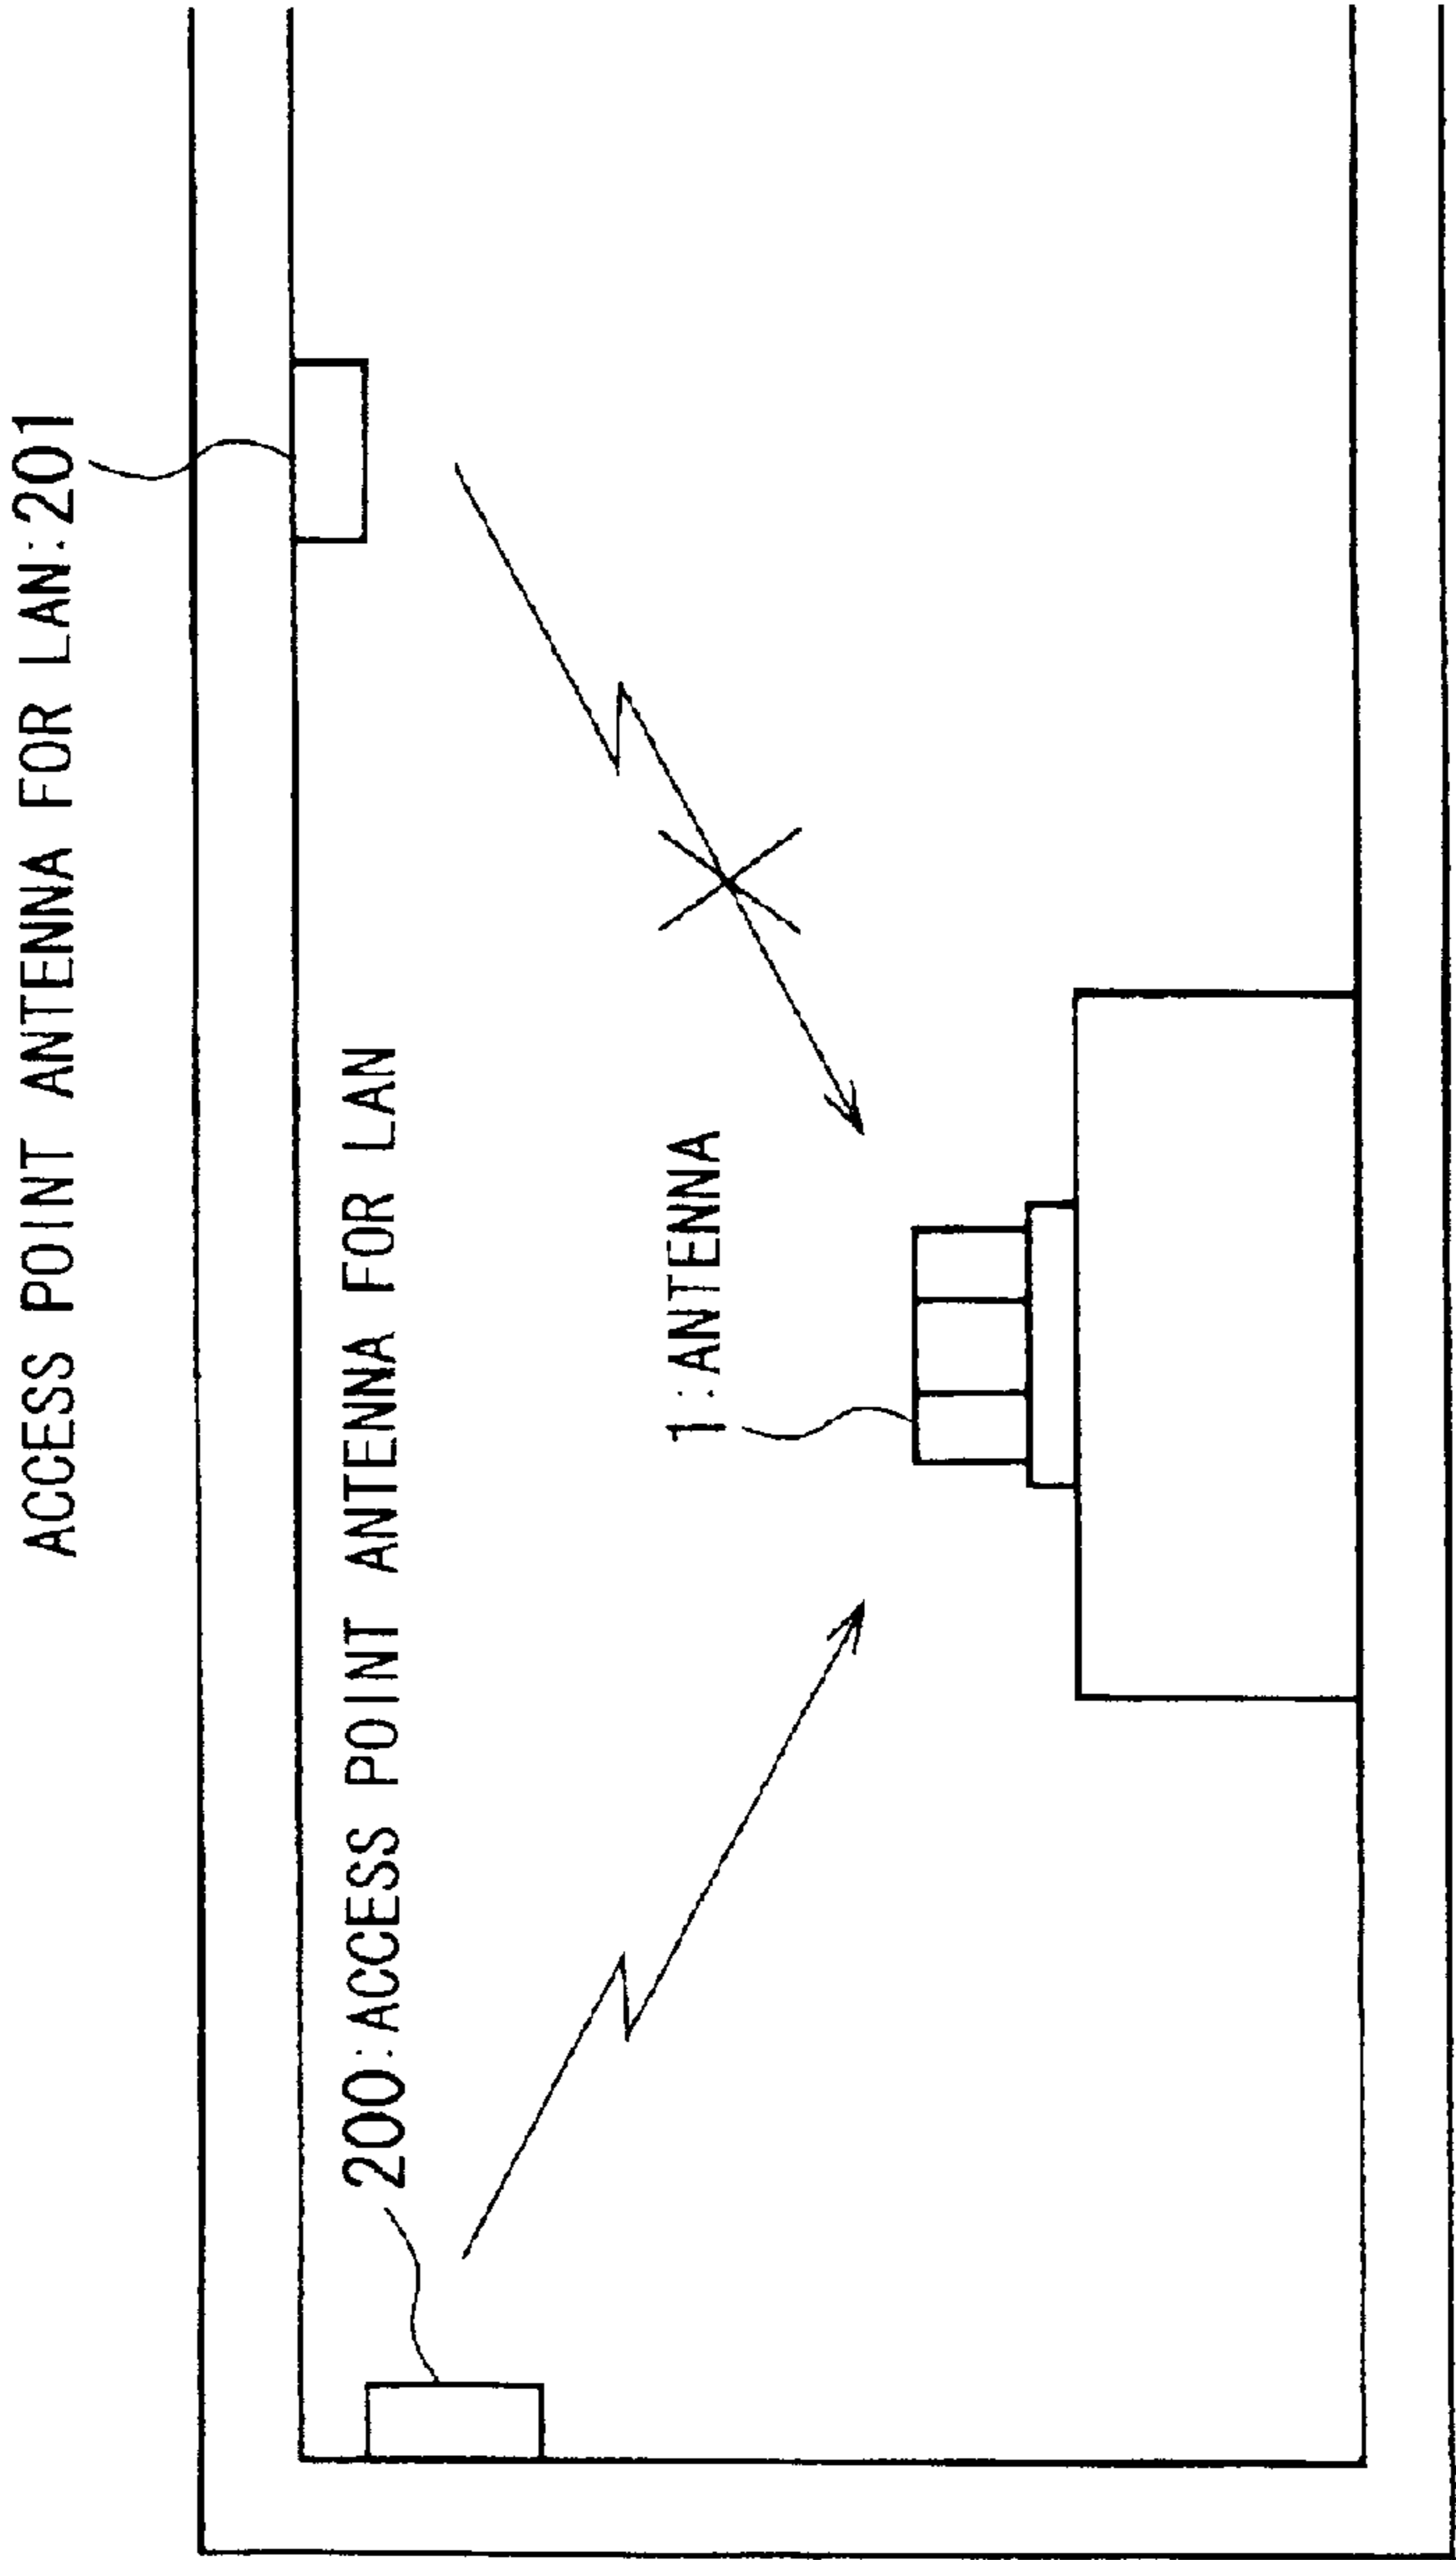 ACCESS POINT ANTENNA FOR LAN:201
200:ACCESS POINT ANTENNA FOR LAN
1:ANTENNA